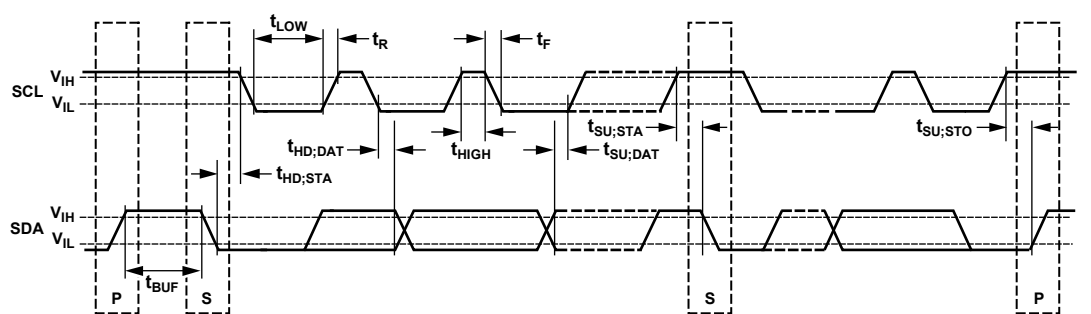 tLOW
tR
tF
VIH
SCL
VIL
tSU;STA
tSU;STO
tHD;DAT
tHIGH
tSU;DAT
tHD;STA
VIH
SDA
VIL
tBUF
P
S
S
P